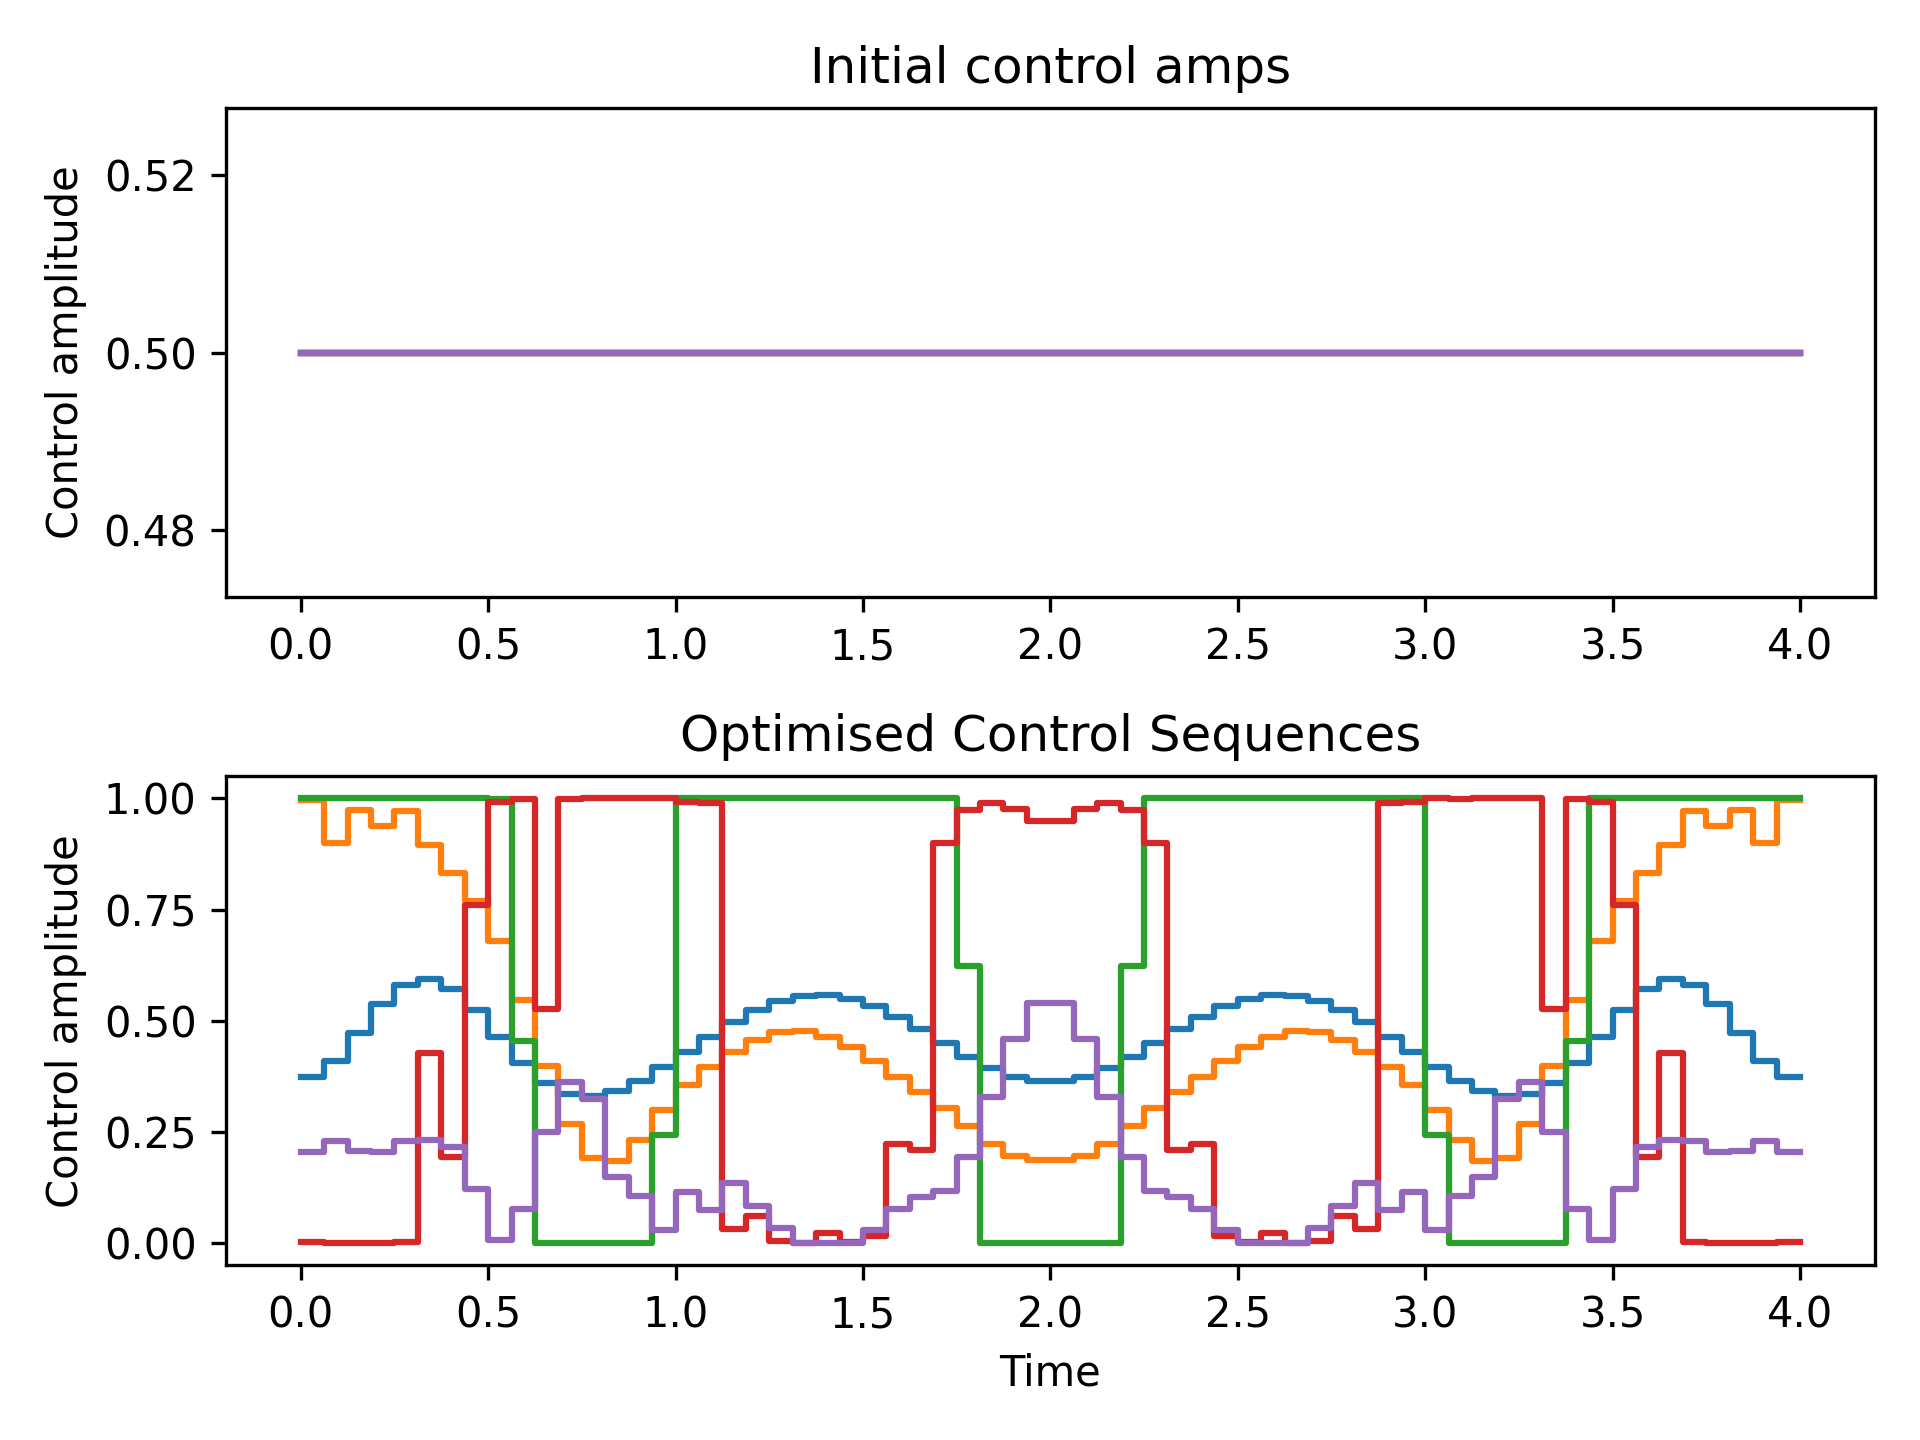 Initial control amps
Control amplitude
0.52
0.50
0.48
0.0 0.5 1.0 1.5 2.0 2.5 3.0 3.5 4.0
Optimised Control Sequences
Control amplitude
1.00
0.75
0.50
0.25
0.00
0.0 0.5 1.0 1.5 2.0 2.5 3.0 3.5 4.0
Time